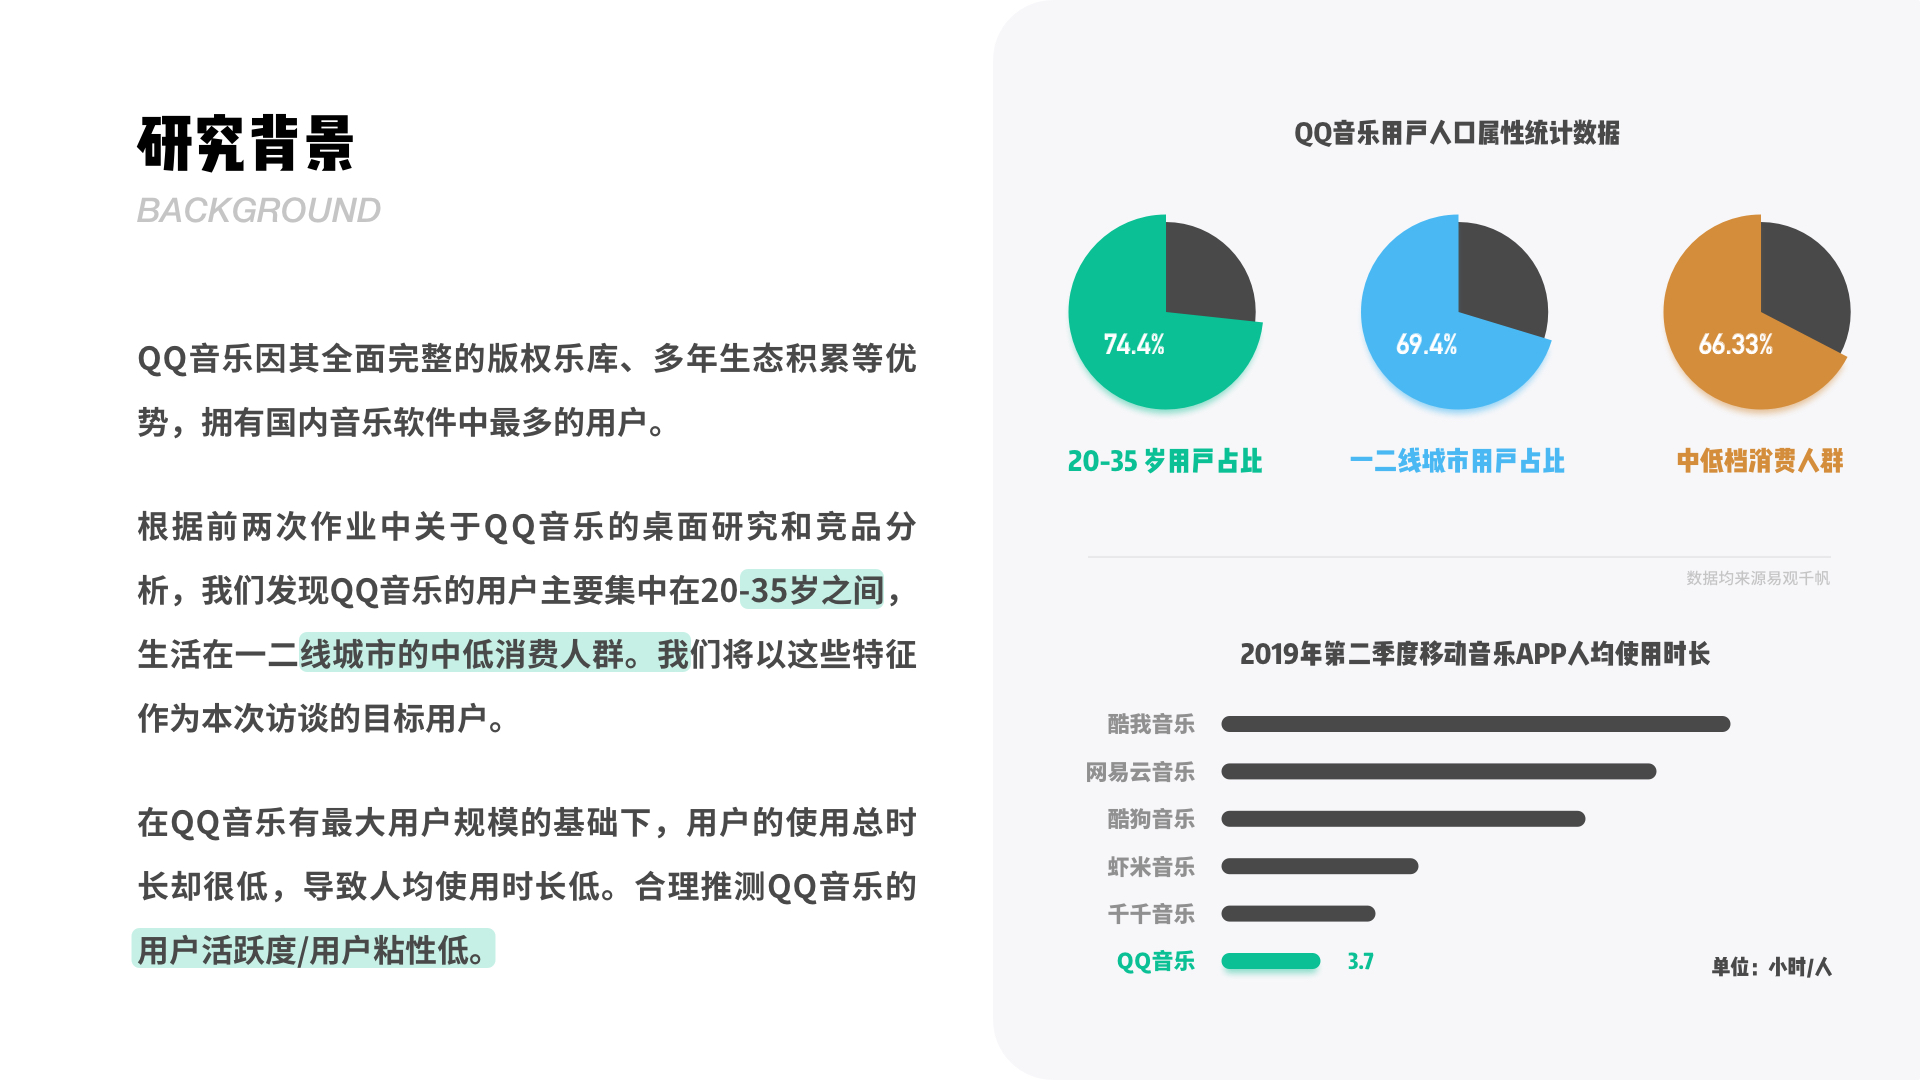 研究背景
BACKGROUND
QQ音乐因其全面完整的版权乐库、多年生态积累等优
势，拥有国内音乐软件中最多的用户。
根据前两次作业中关于QQ音乐的桌面研究和竞品分
析，我们发现QQ音乐的用户主要集中在20-35岁之间，
生活在一二线城市的中低消费人群。我们将以这些特征
作为本次访谈的目标用户。
在QQ音乐有最大用户规模的基础下，用户的使用总时
长却很低，导致人均使用时长低。合理推测QQ音乐的
用户活跃度/用户粘性低。
QQ音乐用户人口属性统计数据
74.4%
69.4%
66.33%
20-35 岁用户占比
一二线城市用户占比
中低档消费人群
数据均来源易观千帆
2019年第二季度移动音乐APP人均使用时长
酷我音乐
网易云音乐
酷狗音乐
虾米音乐
千千音乐
QQ音乐
3.7
单位：小时/人